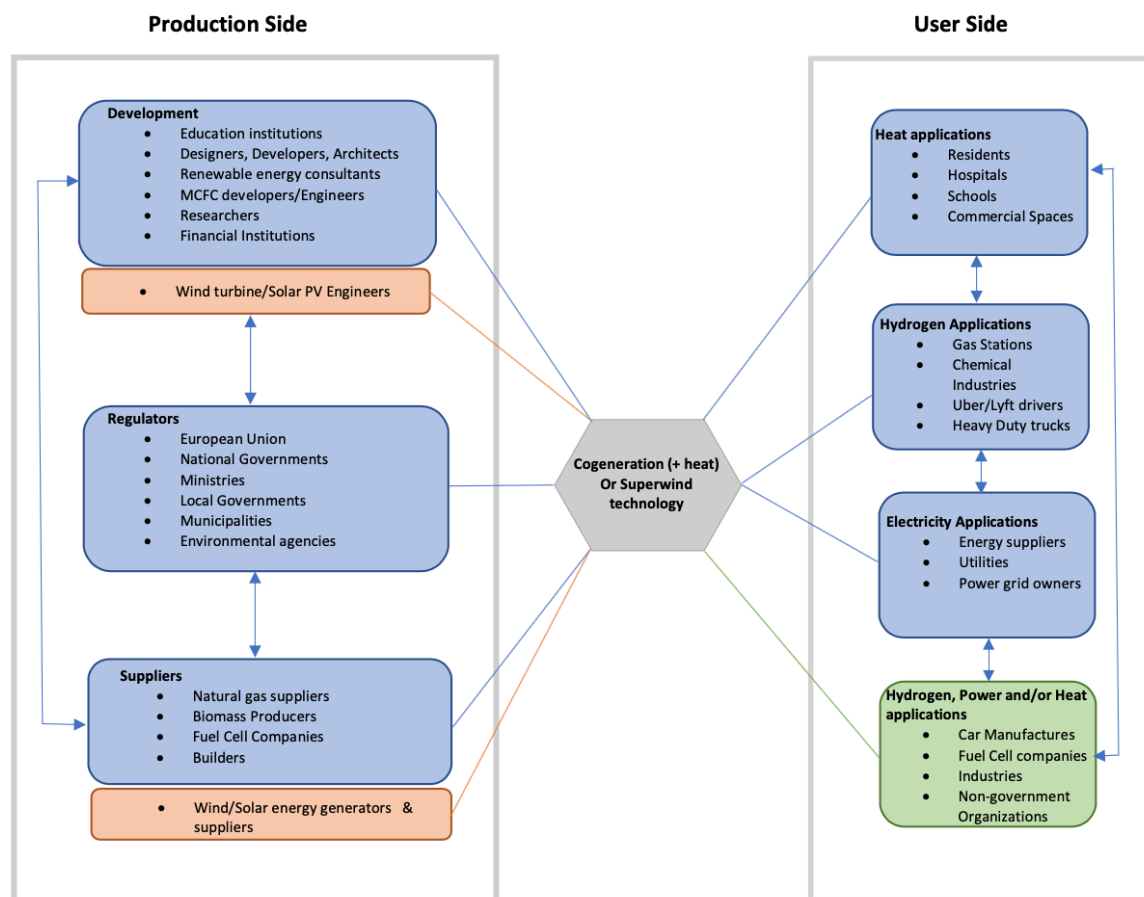 Production Side
User Side
Development
• Education institutions
• Designers, Developers, Architects
• Renewable energy consultants
• MCFC developers/Engineers
• Researchers
• Financial Institutions
• Wind turbine/Solar PV Engineers
Regulators
• European Union
• National Governments
• Ministries
• Local Governments
• Municipalities
• Environmental agencies
Suppliers
• Natural gas suppliers
• Biomass Producers
• Fuel Cell Companies
• Builders
• Wind/Solar energy generators &
suppliers
Cogeneration (+ heat)
Or Superwind
technology
Heat applications
• Residents
• Hospitals
• Schools
• Commercial Spaces
Hydrogen Applications
• Gas Stations
• Chemical
Industries
• Uber/Lyft drivers
• Heavy Duty trucks
Electricity Applications
• Energy suppliers
• Utilities
• Power grid owners
Hydrogen, Power and/or Heat
applications
• Car Manufactures
• Fuel Cell companies
• Industries
• Non-government
Organizations